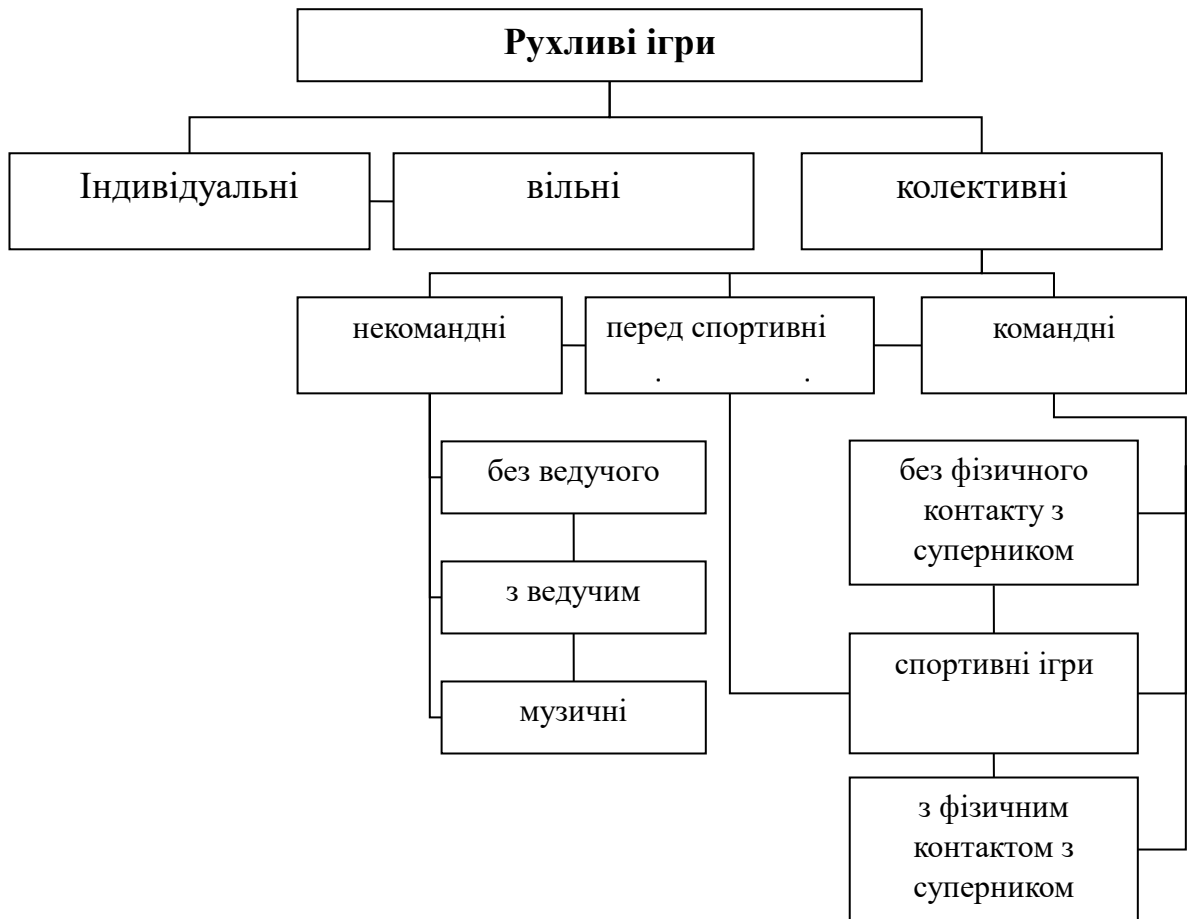 Рухливі ігри
Індивідуальні
вільні
колективні
некомандні
перед спортивні
. .
командні
без ведучого
з ведучим
музичні
без фізичного
контакту з
суперником
спортивні ігри
з фізичним
контактом з
суперником